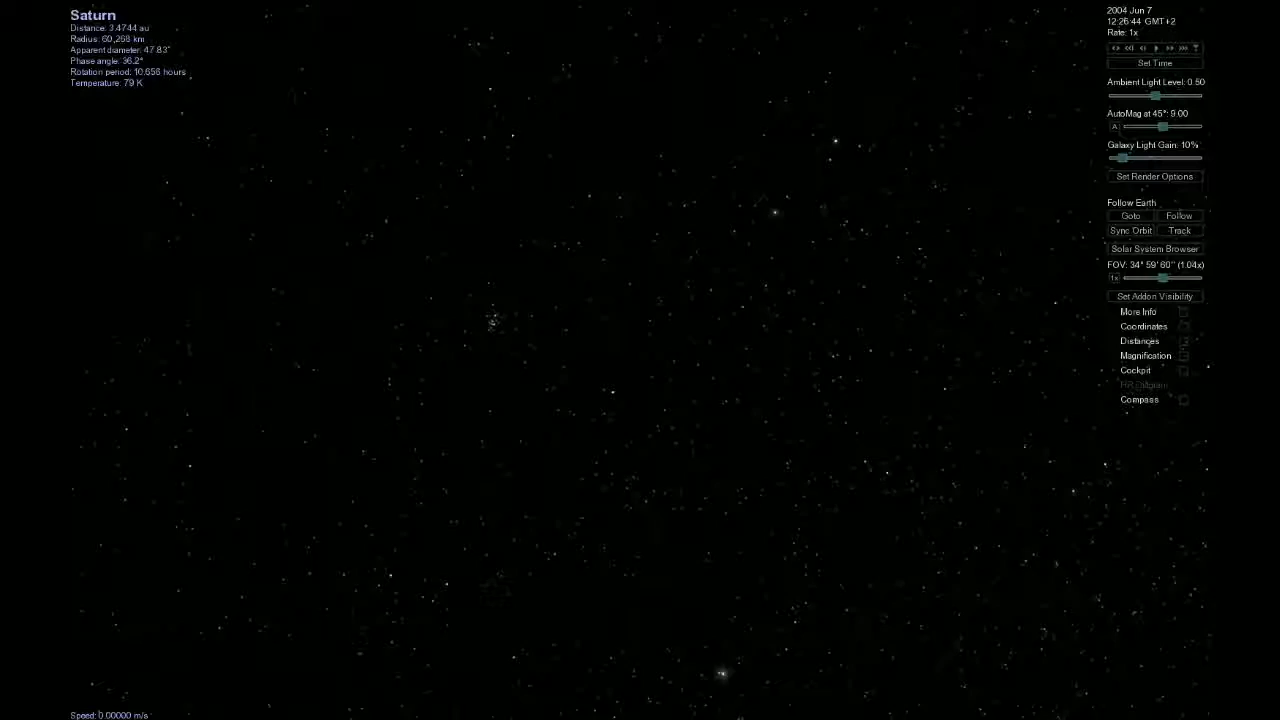 Saturn
Distance: 3.4744 au
Radius: 60,268 km
Apparent diameter: 47.83"
Phase angle: 36.2°
Rotation period: 10.656 hours
Temperature: 79 K
2004 Jun 7
12:26:44 GMT+2
Rate: 1x
Set Time
Ambient Light Level: 0.50
AutoMag at 45°: 9.00
A
Galaxy Light Gain: 10%
Set Render Options
Follow Earth
Goto Follow
Sync Orbit Track
Solar System Browser
FOV: 34° 59' 60" (1.04x)
1x
Set Addon Visibility
More Info
Coordinates
Distances
Magnification
Cockpit
HR Diagram
Compass
Speed: 0.00000 m/s